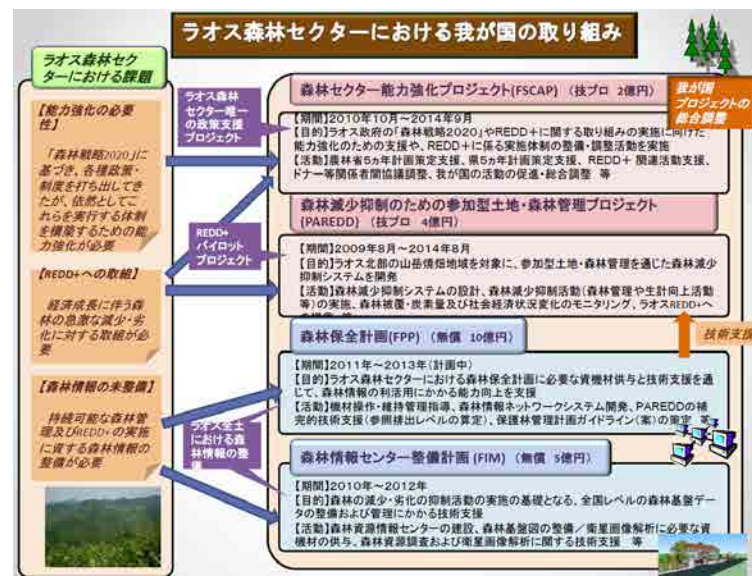 ラオス森林セクターにおける我が国の取り組み
ラオス森林セク
ターにおける課題
【能力強化の必要
性】
「森林戦略2020」に
基づき、各種政策・
制度を打ち出してき
たが、依然としてこ
れらを実行する体制
を構築するための能
力強化が必要
【REDD+への取組】
経済成長に伴う森
林の急激な減少・劣
化に対する取組が必
要
【森林情報の未整備】
持続可能な森林管
理及びREDD+の実施
に資する森林情報の
整備が必要
ラオス森林
セクター唯一
の政策支援
プロジェクト
REDD+
パイロット
プロジェクト
ラオス全土
における森
林情報の整
森林セクター能力強化プロジェクト(FSCAP) (技プロ 2億円)
【期間】2010年10月~2014年9月
【目的】ラオス政府の「森林戦略2020」やREDD+に関する取り組みの実施に向けた
能力強化のための支援や、REDD+に係る実施体制の整備・調整活動を実施
【活動】農林省5ヵ年計画策定支援、県5ヵ年計画策定支援、REDD+ 関連活動支援、
ドナー等関係者間協議調整、我が国の活動の促進・総合調整 等
森林減少抑制のための参加型土地・森林管理プロジェクト
(PAREDD) (技プロ 4億円)
【期間】2009年8月~2014年8月
【目的】ラオス北部の山岳焼畑地域を対象に、参加型土地・森林管理を通じた森林減少
抑制システムを開発
【活動】森林減少抑制システムの設計、森林減少抑制活動(森林管理や生計向上活動
等)の実施、森林被覆・炭素量及び社会経済状況変化のモニタリング、ラオスREDD+へ
森林保全計画(FPP) (無償 10億円)
【期間】2011年~2013年(計画中)
【目的】ラオス森林セクターにおける森林保全計画に必要な資機材供与と技術支援を通
じて、森林情報の利活用にかかる能力向上を支援
【活動】機材操作・維持管理指導、森林情報ネットワークシステム開発、PAREDDの補
完的技術支援(参照排出レベルの算定)、保護林管理計画ガイドライン(案)の策定 等
森林情報センター整備計画 (FIM) (無償 5億円)
【期間】2010年~2012年
【目的】森林の減少・劣化の抑制活動の実施の基礎となる、全国レベルの森林基盤デー
タの整備および管理にかかる技術支援
【活動】森林資源情報センターの建設、森林基盤図の整備/衛星画像解析に必要な資
機材の供与、森林資源調査および衛星画像解析に関する技術支援 等
我が国
プロジェクトの
総合調整
技術支援